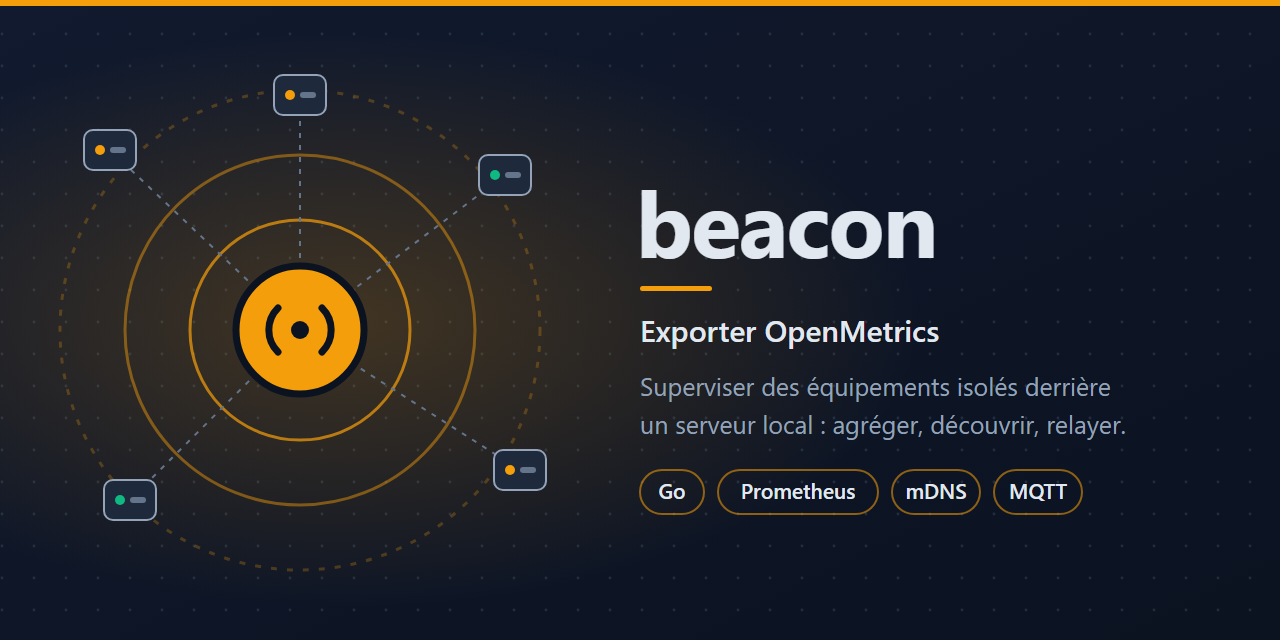 beacon
Exporter OpenMetrics
Superviser des équipements isolés derrière
un serveur local : agréger, découvrir, relayer.
Go Prometheus mDNS MQTT